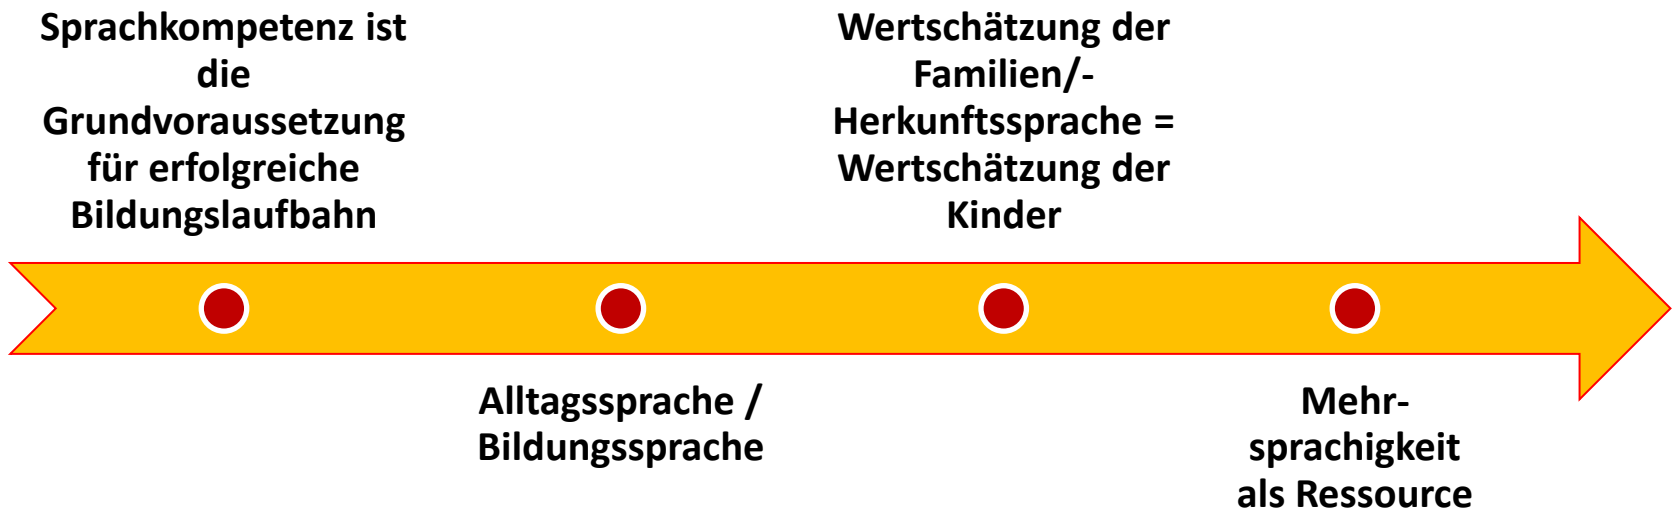 Sprachkompetenz ist
die
Grundvoraussetzung
für erfolgreiche
Bildungslaufbahn
Alltagssprache /
Bildungssprache
Wertschätzung der
Familien/-
Herkunftssprache =
Wertschätzung der
Kinder
Mehr-
sprachigkeit
als Ressource